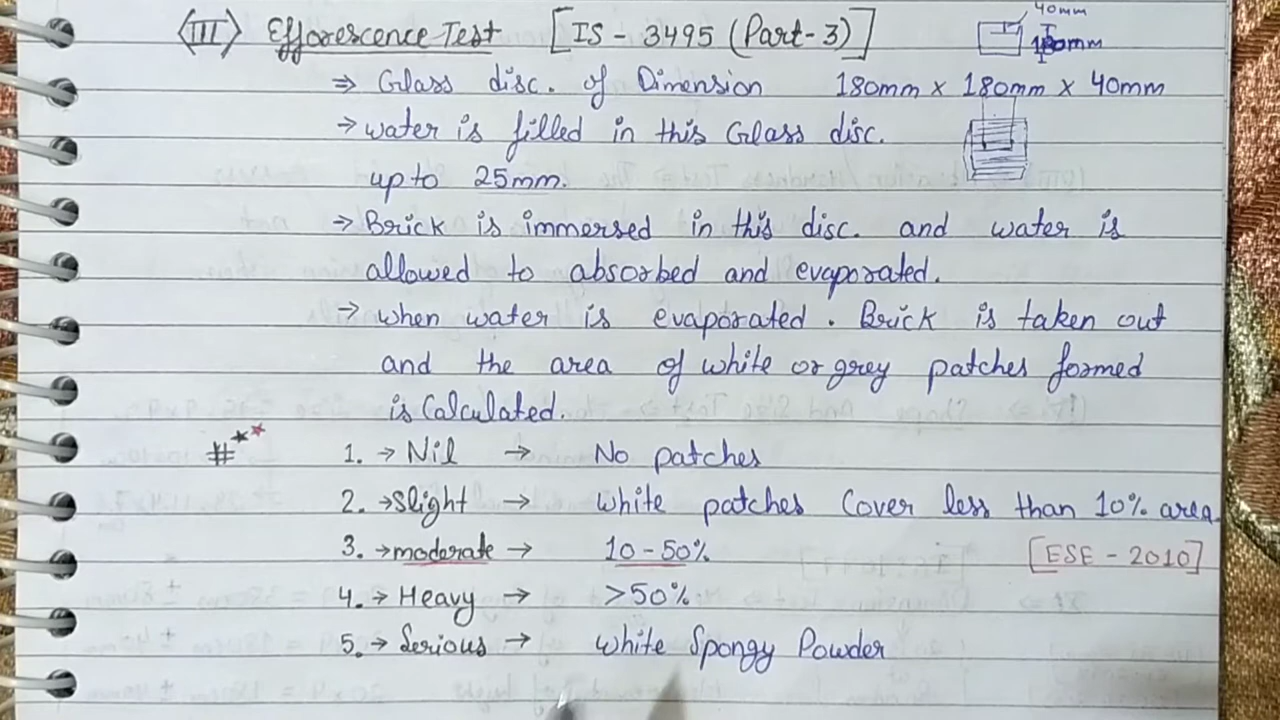 (III) Efforescence Test [IS - 3495 (Part-3)]
40mm
180mm
⇒ Glass disc. of Dimension 180mm x 180mm x 40mm
→ water is filled in this Glass disc.
up to 25mm.
→ Brick is immersed in this disc. and water is
allowed to absorbed and evaporated.
→ when water is evaporated. Brick is taken out
and the area of white or grey patches formed
is Calculated.
# ** 1. → Nil → No patches
2. → Slight → White patches Cover less than 10% area.
3. → moderate → 10 - 50% [ESE - 2010]
4. → Heavy → >50%
5. → Serious → White Spongy Powder